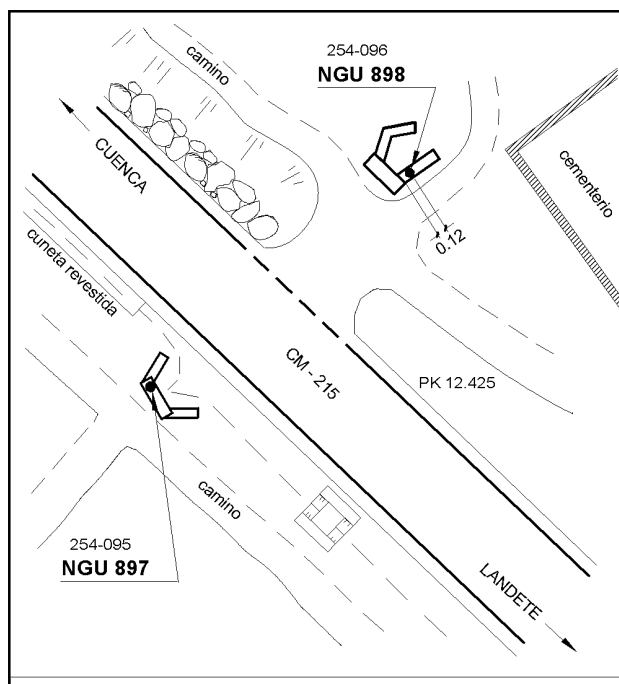 254-096
NGU 898
camino
CUENCA
cementerio
0.12
cuneta revestida
CM - 215
PK 12.425
camino
254-095
NGU 897
LANDETE